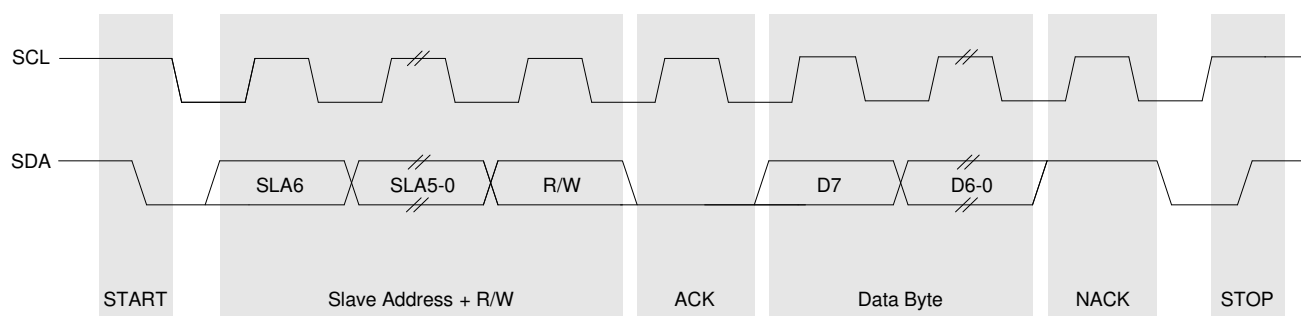 SCL
SDA
SLA6 SLA5-0 R/W D7 D6-0
START Slave Address + R/W ACK Data Byte NACK STOP